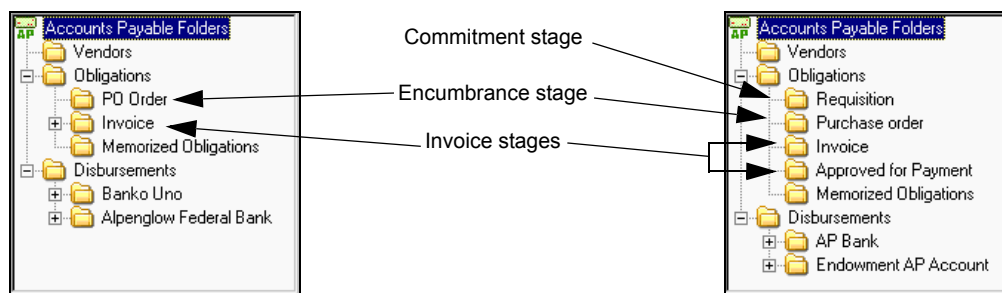 AP Accounts Payable Folders
Vendors
Obligations
PO Order
Invoice
Memorized Obligations
Disbursements
Banko Uno
Alpenglow Federal Bank
Commitment stage
Encumbrance stage
Invoice stages
AP Accounts Payable Folders
Vendors
Obligations
Requisition
Purchase order
Invoice
Approved for Payment
Memorized Obligations
Disbursements
AP Bank
Endowment AP Account